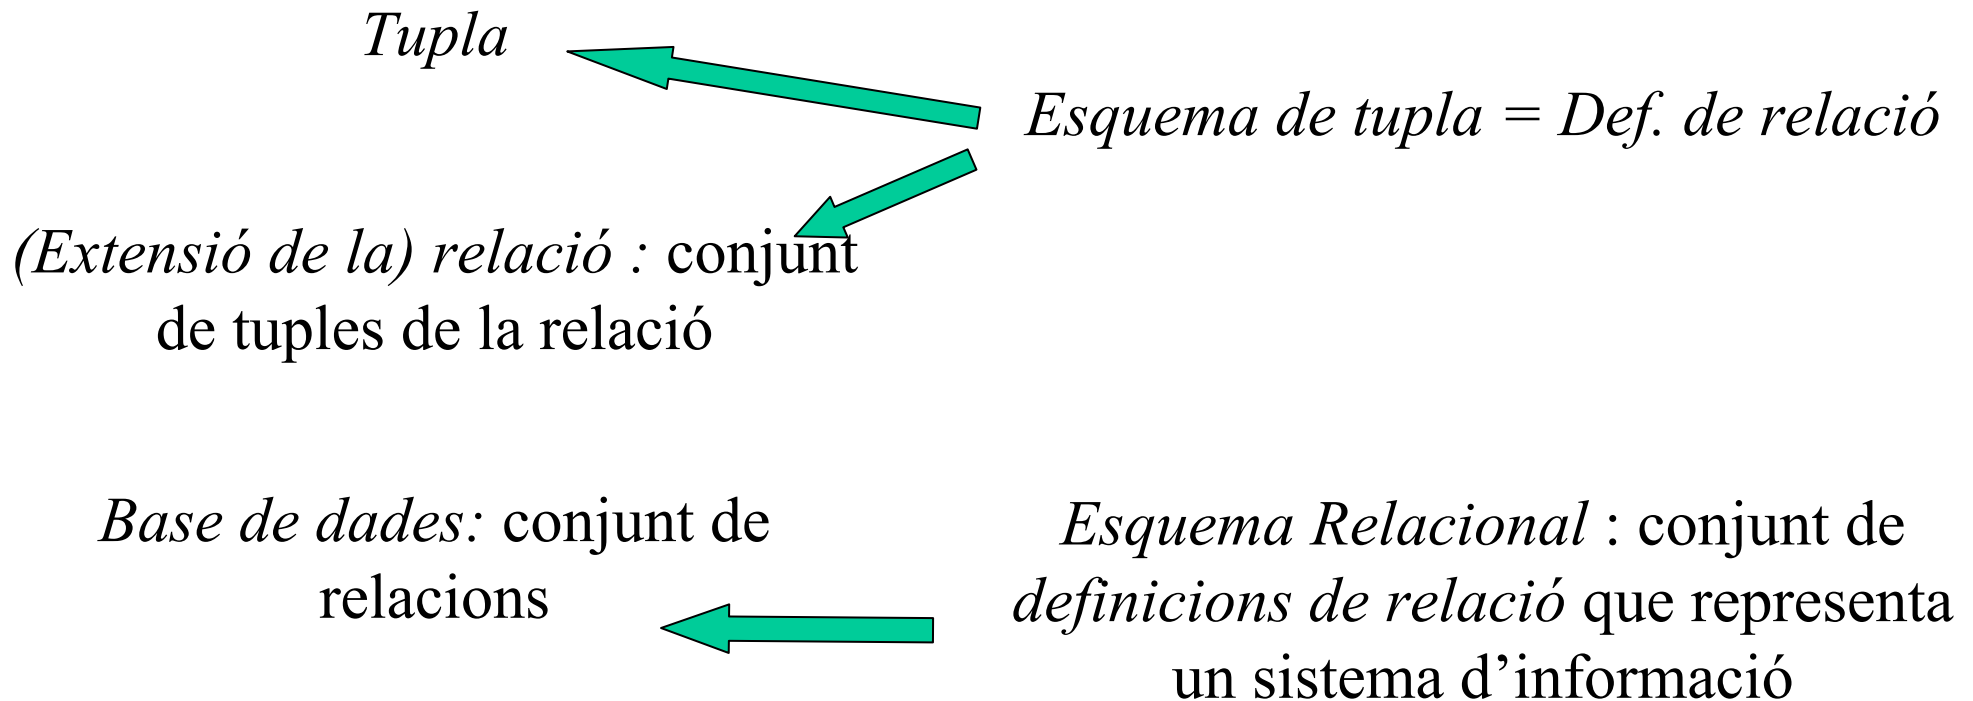 Tupla
Esquema de tupla = Def. de relació
(Extensió de la) relació : conjunt
de tuples de la relació
Base de dades: conjunt de
relacions
Esquema Relacional : conjunt de
definicions de relació que representa
un sistema d’informació